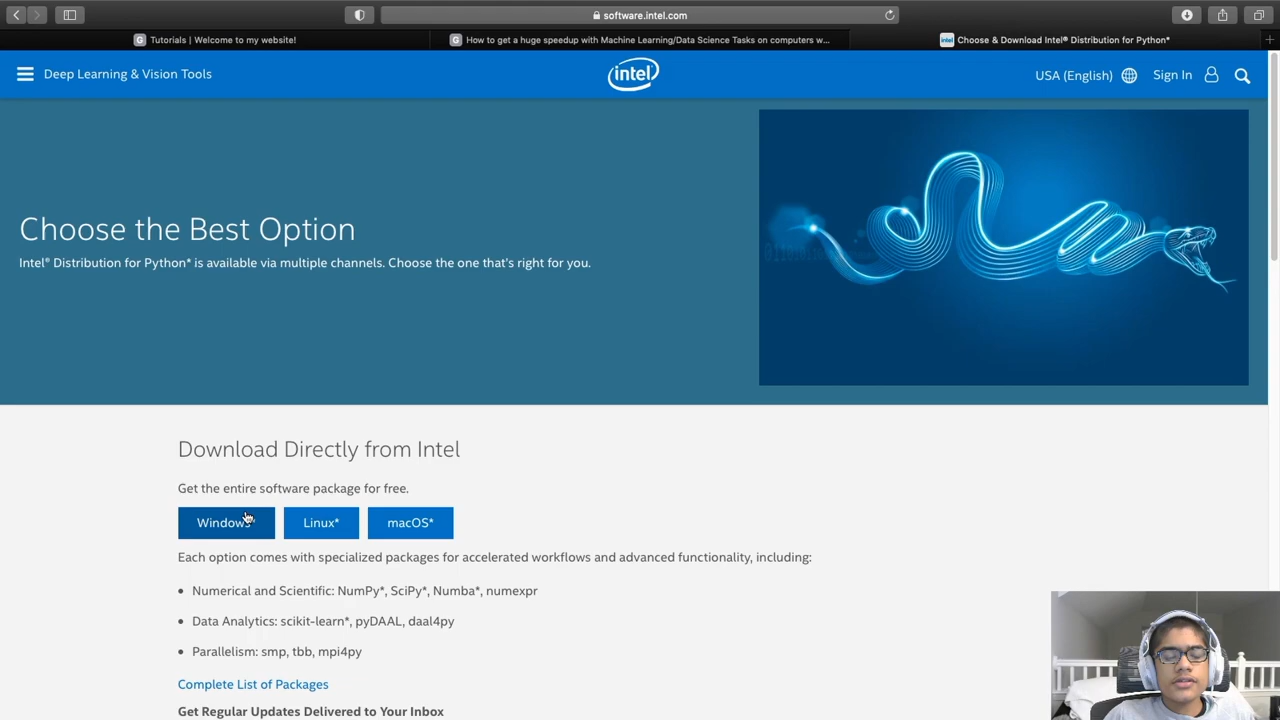 software.intel.com
Tutorials | Welcome to my website!
How to get a huge speedup with Machine Learning/Data Science Tasks on computers w...
Choose & Download Intel® Distribution for Python*
Deep Learning & Vision Tools
intel
USA (English)
Sign In
Choose the Best Option
Intel® Distribution for Python* is available via multiple channels. Choose the one that's right for you.
Download Directly from Intel
Get the entire software package for free.
Windows*
Linux*
macOS*
Each option comes with specialized packages for accelerated workflows and advanced functionality, including:
• Numerical and Scientific: NumPy*, SciPy*, Numba*, numexpr
• Data Analytics: scikit-learn*, pyDAAL, daal4py
• Parallelism: smp, tbb, mpi4py
Complete List of Packages
Get Regular Updates Delivered to Your Inbox